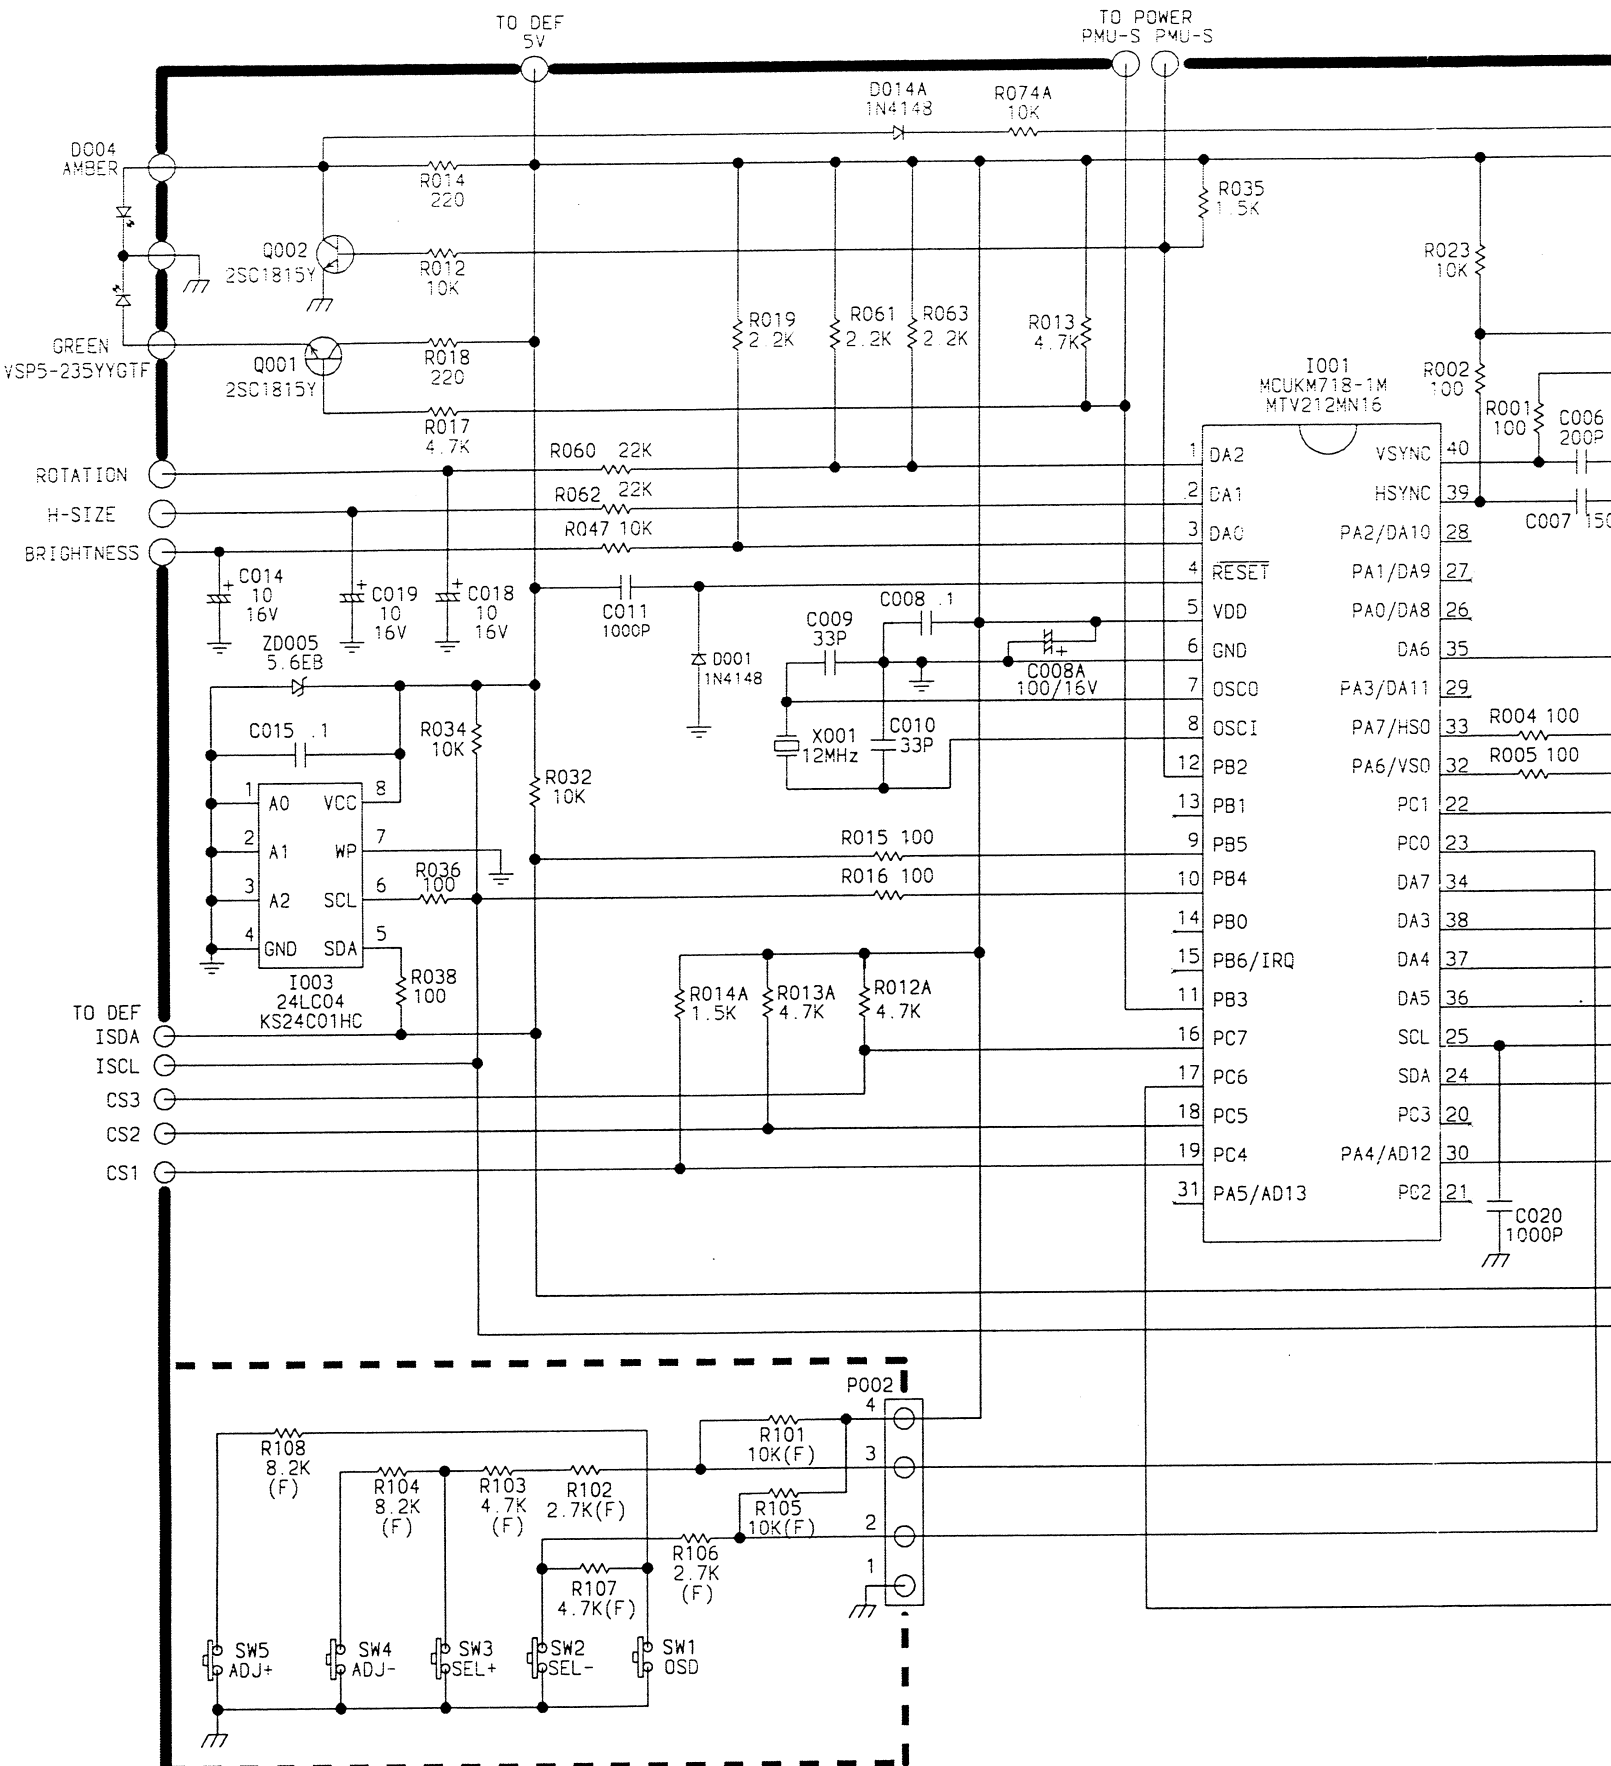 TO DEF
5V
TO POWER
PMU-S PMU-S
D014A
1N4148
R074A
10K
D004
AMBER
R014
220
R035
1.5K
Q002
2SC1815Y
R012
10K
R023
10K
R019
2.2K
R061
2.2K
R063
2.2K
R013
4.7K
GREEN
VSP5-235YYGTF
Q001
2SC1815Y
R018
220
R017
4.7K
I001
MCUKM718-1M
MTV212MN16
R002
100
R001
100
C006
200P
C007 150
ROTATION
R060 22K
H-SIZE
R062 22K
BRIGHTNESS
R047 10K
C014
10
16V
+
C019
10
16V
+
C018
10
16V
+
C011
1000P
D001
1N4148
C009
33P
C008 .1
C008A
100/16V
+
X001
12MHz
C010
33P
ZD005
5.6EB
C015 .1
R034
10K
R032
10K
1 A0
2 A1
3 A2
4 GND
VCC 8
WP 7
SCL 6
SDA 5
R036
100
I003
24LC04
KS24C01HC
R038
100
R015 100
R016 100
R014A
1.5K
R013A
4.7K
R012A
4.7K
1 DA2
2 DA1
3 DA0
4 RESET
5 VDD
6 GND
7 OSCO
8 OSCI
12 PB2
13 PB1
9 PB5
10 PB4
14 PB0
15 PB6/IRQ
11 PB3
16 PC7
17 PC6
18 PC5
19 PC4
31 PA5/AD13
VSYNC 40
HSYNC 39
PA2/DA10 28
PA1/DA9 27
PA0/DA8 26
DA6 35
PA3/DA11 29
PA7/HSO 33
PA6/VSO 32
PC1 22
PC0 23
DA7 34
DA3 38
DA4 37
DA5 36
SCL 25
SDA 24
PC3 20
PA4/AD12 30
PC2 21
R004 100
R005 100
C020
1000P
TO DEF
ISDA
ISCL
CS3
CS2
CS1
P002
4
3
2
1
R101
10K(F)
R108
8.2K
(F)
R104
8.2K
(F)
R103
4.7K
(F)
R102
2.7K(F)
R105
10K(F)
R106
2.7K
(F)
R107
4.7K(F)
SW5
ADJ+
SW4
ADJ-
SW3
SEL+
SW2
SEL-
SW1
OSD